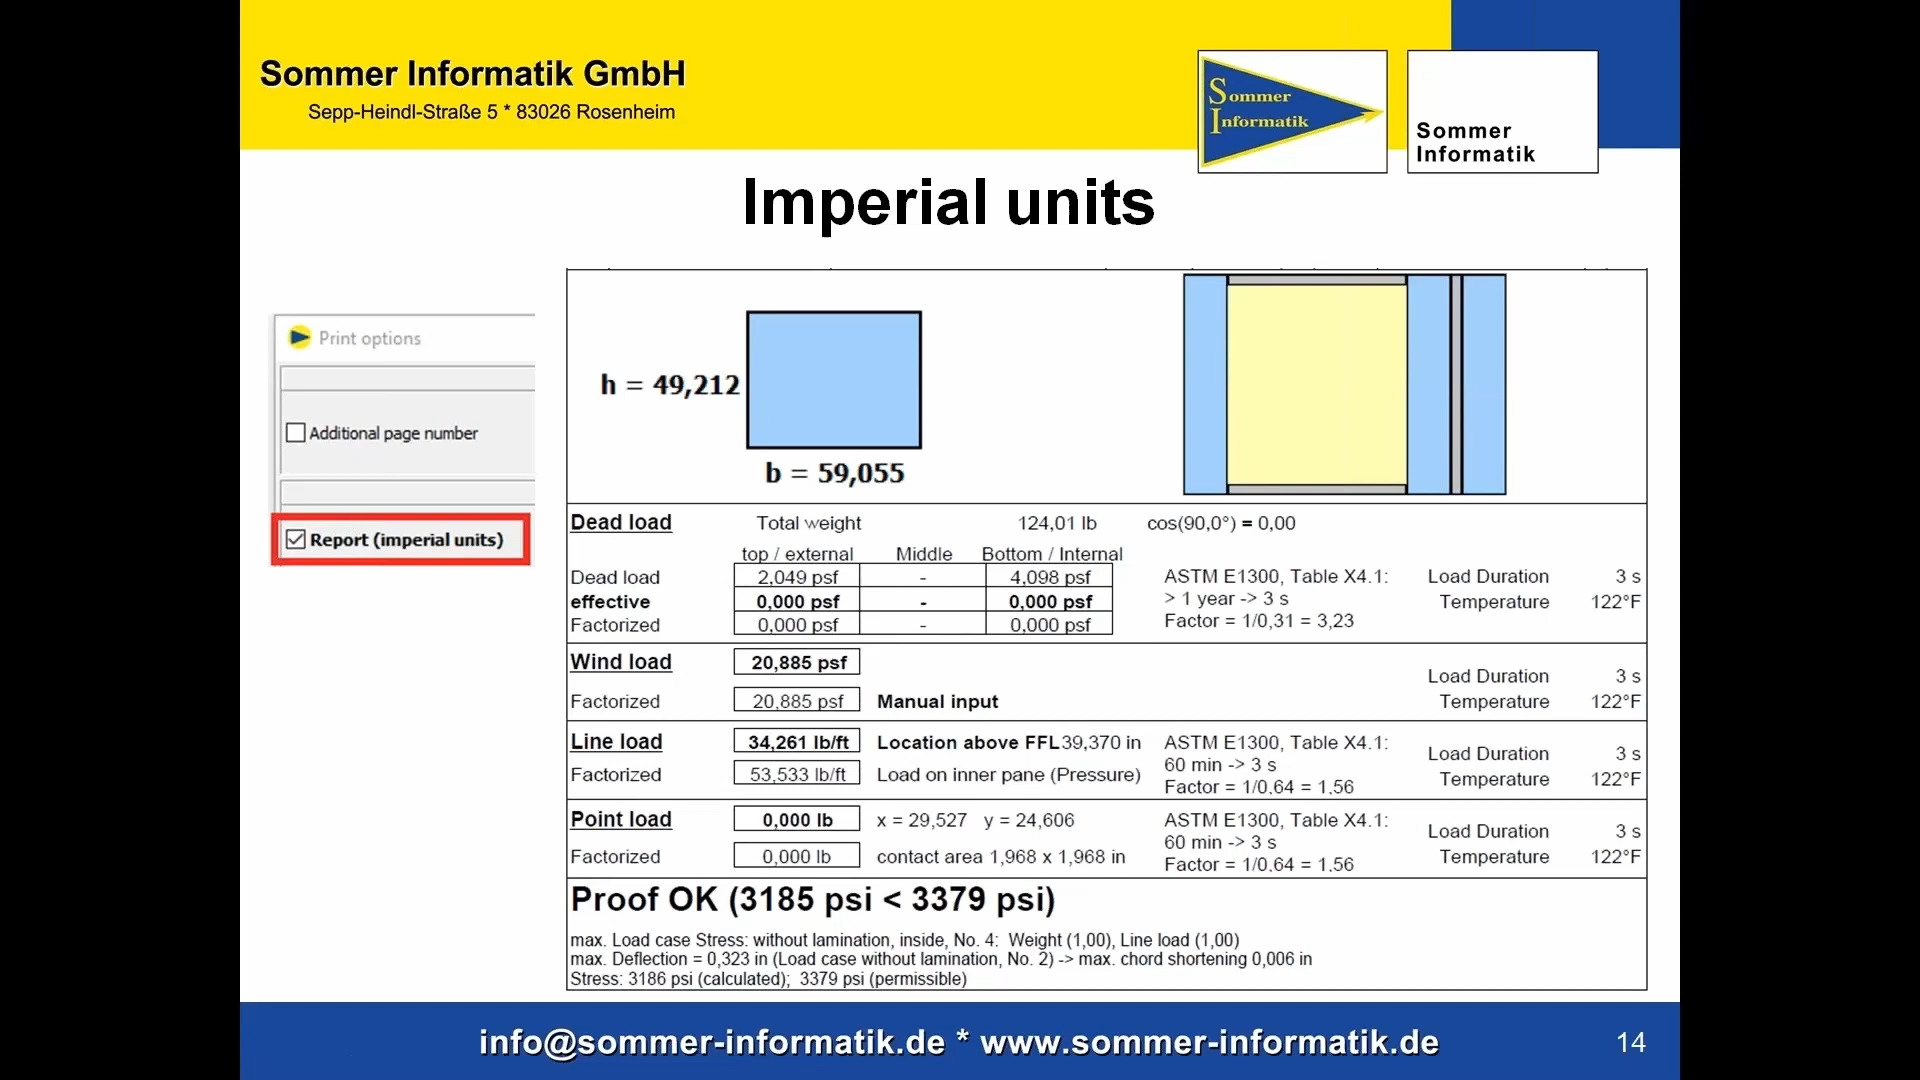 Sommer Informatik GmbH
Sepp-Heindl-Straße 5 * 83026 Rosenheim
Sommer
Informatik
Sommer
Informatik
Imperial units
Print options
Additional page number
Report (imperial units)
h = 49,212
b = 59,055
Dead load Total weight 124,01 lb cos(90,0°) = 0,00
top / external Middle Bottom / Internal
Dead load 2,049 psf - 4,098 psf ASTM E1300, Table X4.1: Load Duration 3 s
effective 0,000 psf - 0,000 psf > 1 year -> 3 s Temperature 122°F
Factorized 0,000 psf - 0,000 psf Factor = 1/0,31 = 3,23
Wind load 20,885 psf Load Duration 3 s
Factorized 20,885 psf Manual input Temperature 122°F
Line load 34,261 lb/ft Location above FFL 39,370 in ASTM E1300, Table X4.1: Load Duration 3 s
60 min -> 3 s
Factorized 53,533 lb/ft Load on inner pane (Pressure) Factor = 1/0,64 = 1,56 Temperature 122°F
Point load 0,000 lb x = 29,527 y = 24,606 ASTM E1300, Table X4.1: Load Duration 3 s
60 min -> 3 s
Factorized 0,000 lb contact area 1,968 x 1,968 in Factor = 1/0,64 = 1,56 Temperature 122°F
Proof OK (3185 psi < 3379 psi)
max. Load case Stress: without lamination, inside, No. 4: Weight (1,00), Line load (1,00)
max. Deflection = 0,323 in (Load case without lamination, No. 2) -> max. chord shortening 0,006 in
Stress: 3186 psi (calculated); 3379 psi (permissible)
info@sommer-informatik.de * www.sommer-informatik.de
14